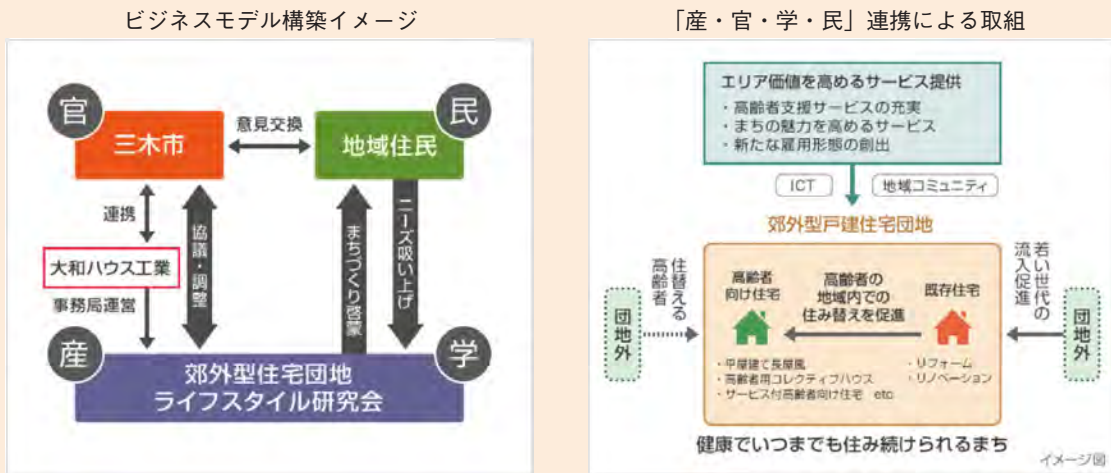 ビジネスモデル構築イメージ
官
民
三木市
意見交換
地域住民
連携
大和ハウス工業
事務局運営
協議・調整
まちづくり啓蒙
ニーズ吸い上げ
産
学
郊外型住宅団地
ライフスタイル研究会
「産・官・学・民」連携による取組
エリア価値を高めるサービス提供
・高齢者支援サービスの充実
・まちの魅力を高めるサービス
・新たな雇用形態の創出
ICT
地域コミュニティ
郊外型戸建住宅団地
団地外
住替える
高齢者
高齢者
向け住宅
高齢者の
地域内での
住み替えを促進
既存住宅
・平屋建て長屋風
・高齢者用コレクティブハウス
・サービス付高齢者向け住宅 etc
・リフォーム
・リノベーション
若い世代の
流入促進
団地外
健康でいつまでも住み続けられるまち
イメージ図